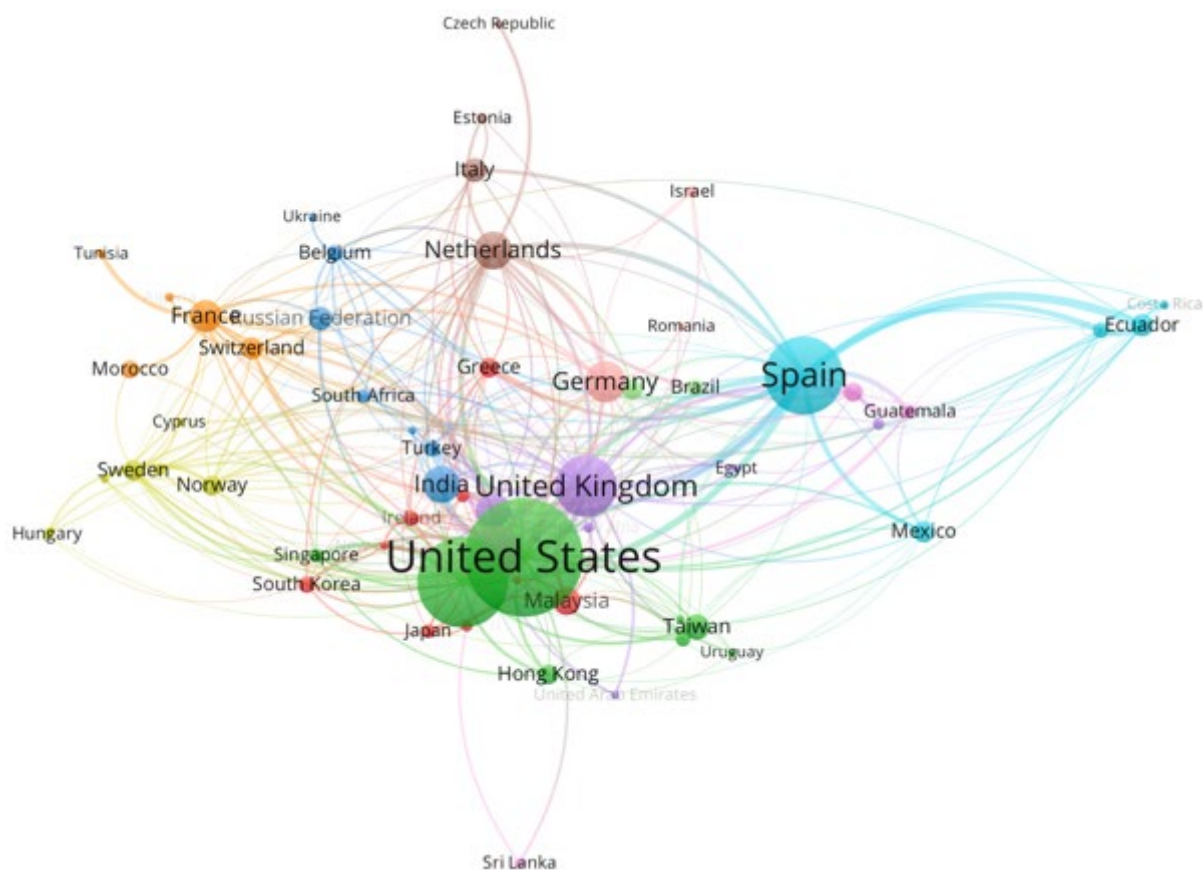 Czech Republic
Estonia
Italy
Israel
Ukraine
Tunisia
Belgium
Netherlands
Costa Rica
France
Russian Federation
Ecuador
Romania
Switzerland
Morocco
Greece
Germany
Spain
Brazil
South Africa
Guatemala
Cyprus
Turkey
Sweden
Egypt
Norway
India
United Kingdom
Ireland
Hungary
Mexico
Singapore
United States
South Korea
Malaysia
Japan
Taiwan
Uruguay
Hong Kong
United Arab Emirates
Sri Lanka